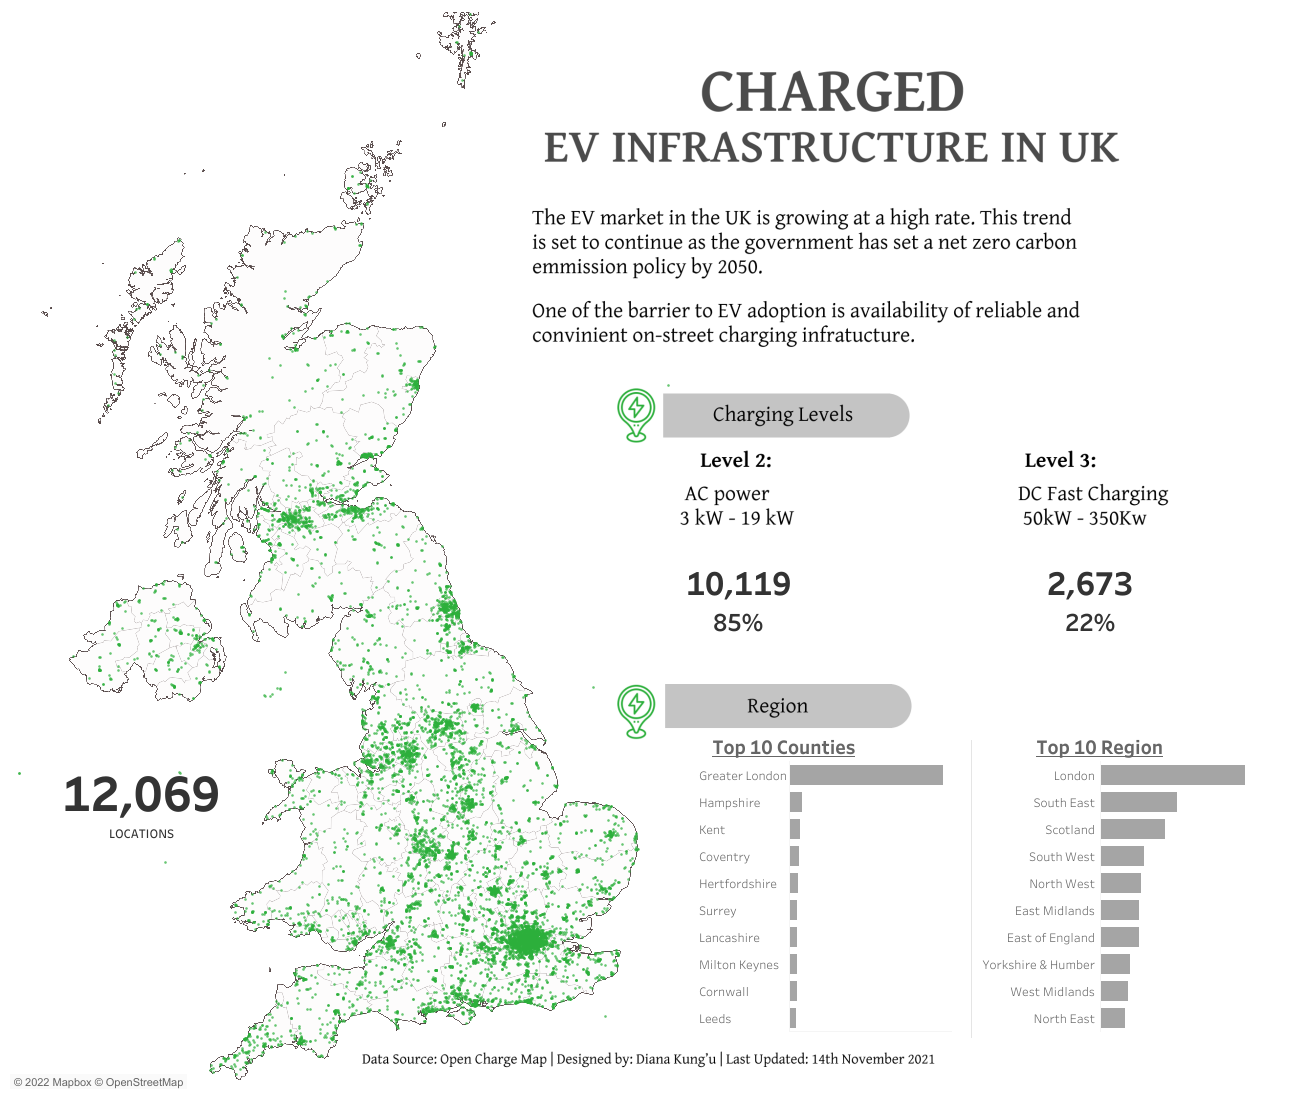 CHARGED
EV INFRASTRUCTURE IN UK
The EV market in the UK is growing at a high rate. This trend
is set to continue as the government has set a net zero carbon
emmission policy by 2050.
One of the barrier to EV adoption is availability of reliable and
convinient on-street charging infratucture.
Charging Levels
Level 2:
AC power
3 kW - 19 kW
10,119
85%
Level 3:
DC Fast Charging
50kW - 350Kw
2,673
22%
12,069
LOCATIONS
Region
Top 10 Counties
Greater London
Hampshire
Kent
Coventry
Hertfordshire
Surrey
Lancashire
Milton Keynes
Cornwall
Leeds
Top 10 Region
London
South East
Scotland
South West
North West
East Midlands
East of England
Yorkshire & Humber
West Midlands
North East
Data Source: Open Charge Map | Designed by: Diana Kung'u | Last Updated: 14th November 2021
© 2022 Mapbox © OpenStreetMap